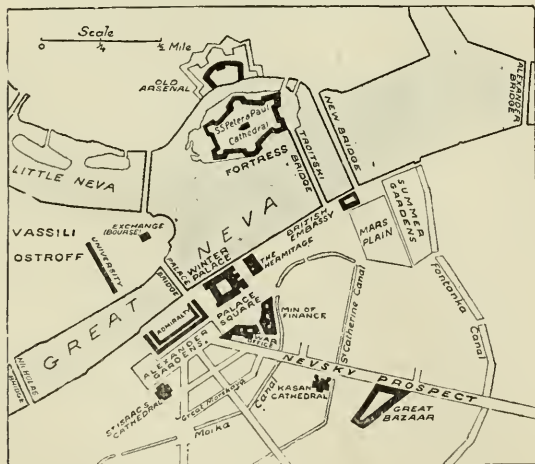 Scale
0 ¼ ½ Mile
OLD
ARSENAL
SS Peter & Paul
Cathedral
FORTRESS
TROITSKI
BRIDGE
NEW BRIDGE
ALEXANDER
BRIDGE
LITTLE NEVA
VASSILI
OSTROFF
EXCHANGE
(BOURSE)
UNIVERSITY
GREAT NEVA
PALACE
BRIDGE
WINTER
PALACE
THE
HERMITAGE
BRITISH
EMBASSY
MARS
PLAIN
SUMMER
GARDENS
Fontanka
Canal
NICHOLAS
BRIDGE
ADMIRALTY
PALACE
SQUARE
MIN OF
FINANCE
WAR
OFFICE
ALEXANDER
GARDENS
St ISAACS
CATHEDRAL
Great Morskaya
Moika
Canal
St Catherine Canal
KASAN
CATHEDRAL
NEVSKY PROSPECT
GREAT
BAZAAR